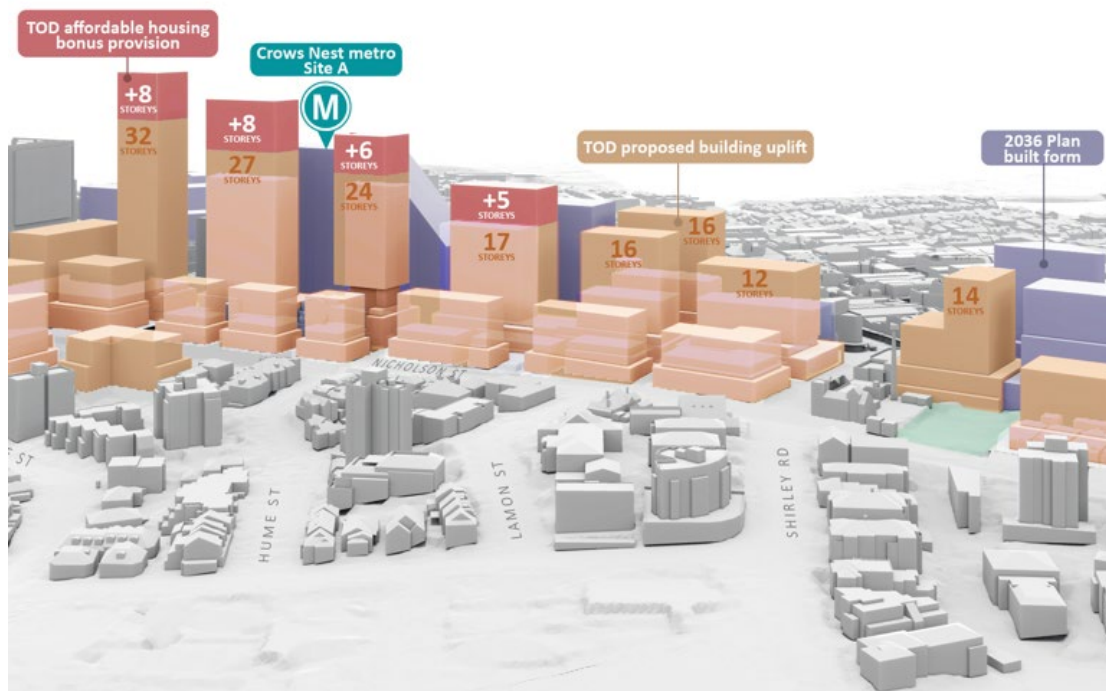 TOD affordable housing
bonus provision
Crows Nest metro
Site A
M
+8
STOREYS
32
STOREYS
+8
STOREYS
27
STOREYS
+6
STOREYS
24
STOREYS
+5
STOREYS
17
STOREYS
TOD proposed building uplift
16
STOREYS
16
STOREYS
12
STOREYS
2036 Plan
built form
14
STOREYS
NICHOLSON ST
ST
HUME ST
LAMON ST
SHIRLEY RD